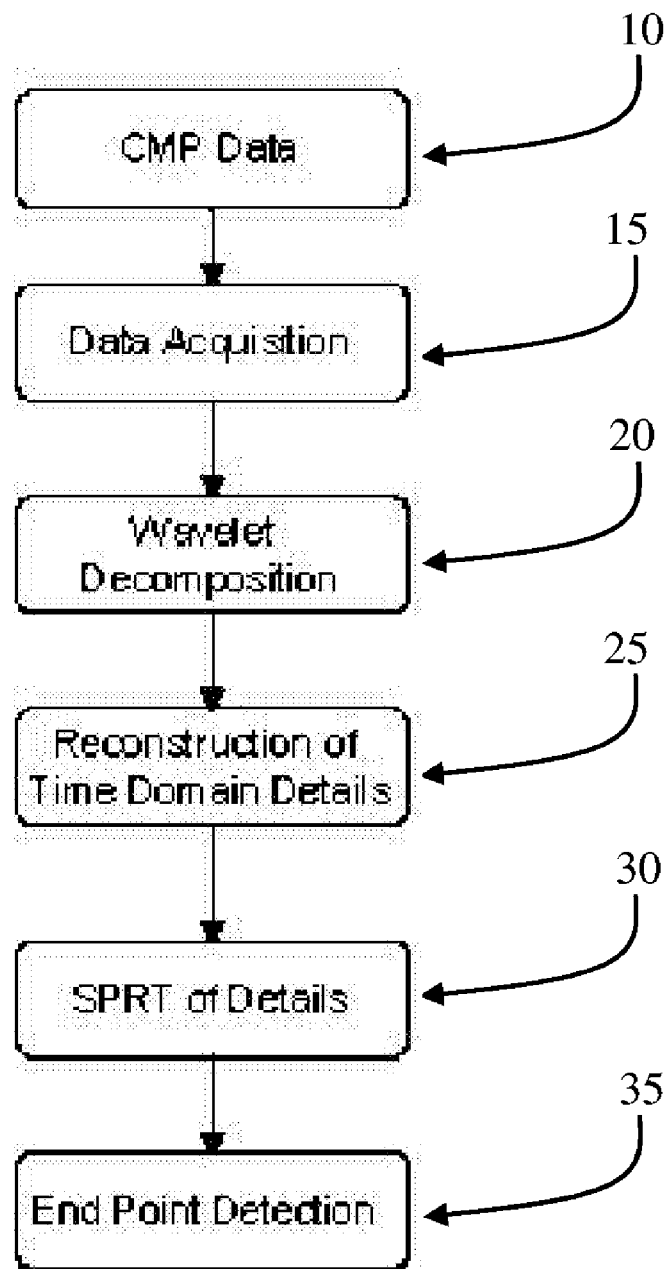 10
CMP Data
15
Data Acquisition
20
Wavelet
Decomposition
25
Reconstruction of
Time Domain Details
30
SPRT of Details
35
End Point Detection